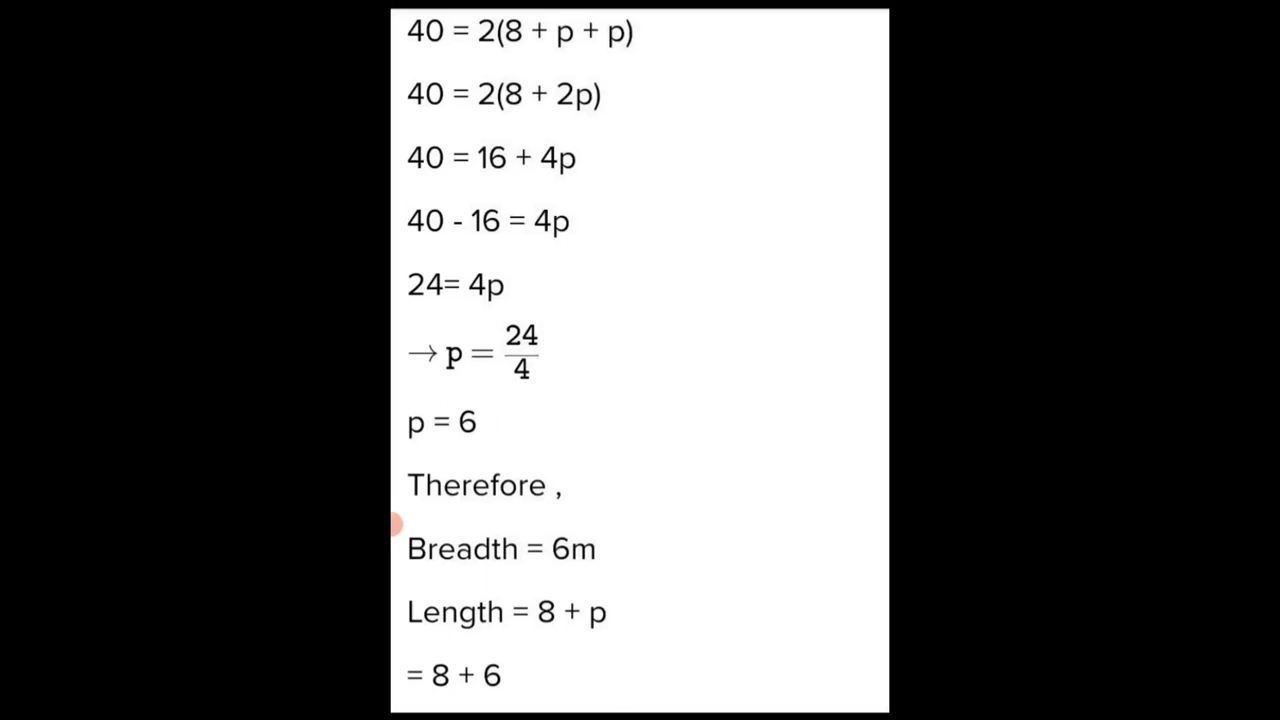 40 = 2(8 + p + p)
40 = 2(8 + 2p)
40 = 16 + 4p
40 - 16 = 4p
24= 4p
→ p = 24/4
p = 6
Therefore ,
Breadth = 6m
Length = 8 + p
= 8 + 6